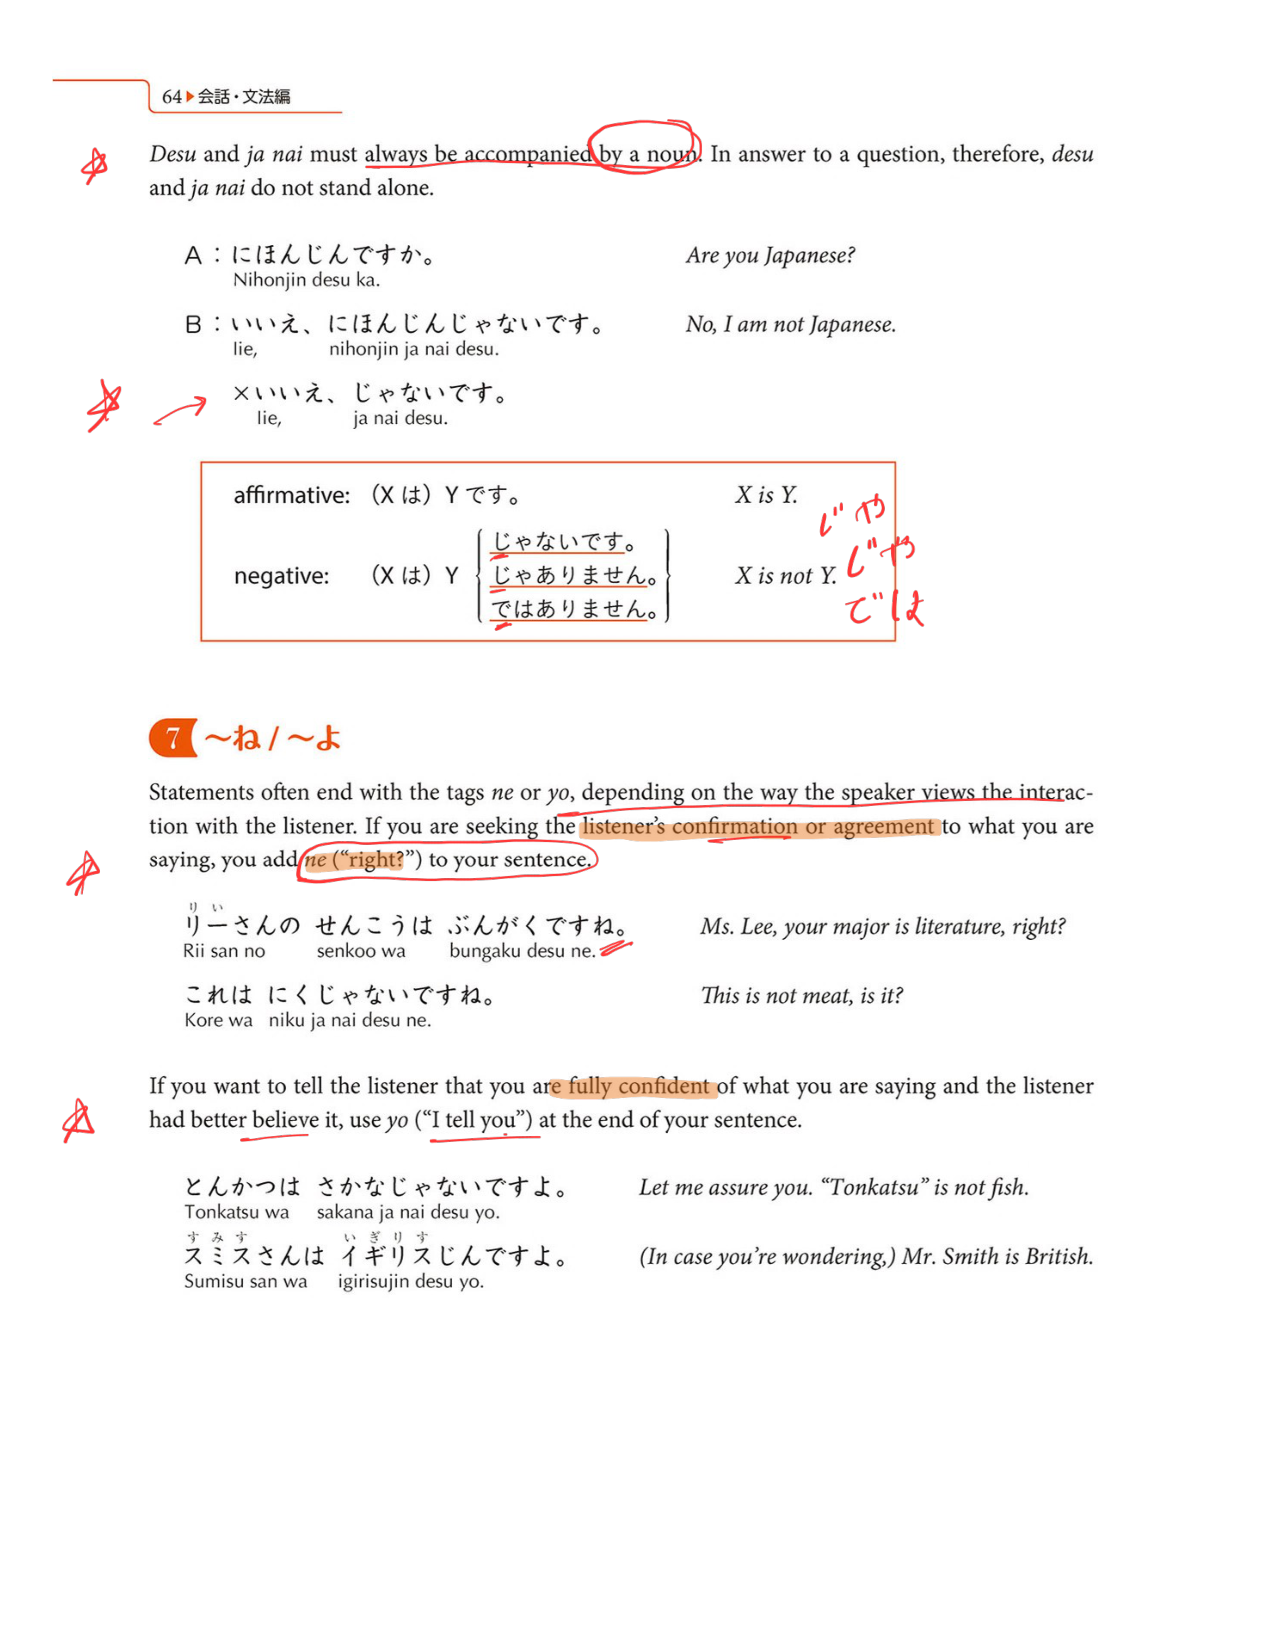 64▶会話・文法編
Desu and ja nai must always be accompanied by a noun. In answer to a question, therefore, desu
and ja nai do not stand alone.
A：にほんじんですか。 Are you Japanese?
Nihonjin desu ka.
B：いいえ、にほんじんじゃないです。 No, I am not Japanese.
Iie, nihonjin ja nai desu.
×いいえ、じゃないです。
Iie, ja nai desu.
affirmative: （X は）Y です。 X is Y.
じゃ
じゃないです。
negative: （X は）Y じゃありません。 X is not Y. じゃ
ではありません。 では
7 〜ね / 〜よ
Statements often end with the tags ne or yo, depending on the way the speaker views the interac-
tion with the listener. If you are seeking the listener's confirmation or agreement to what you are
saying, you add ne (“right?”) to your sentence.
り い
リーさんの せんこうは ぶんがくですね。 Ms. Lee, your major is literature, right?
Rii san no senkoo wa bungaku desu ne.
これは にくじゃないですね。 This is not meat, is it?
Kore wa niku ja nai desu ne.
If you want to tell the listener that you are fully confident of what you are saying and the listener
had better believe it, use yo (“I tell you”) at the end of your sentence.
とんかつは さかなじゃないですよ。 Let me assure you. “Tonkatsu” is not fish.
Tonkatsu wa sakana ja nai desu yo.
す み す い ぎ り す
スミスさんは イギリスじんですよ。 (In case you're wondering,) Mr. Smith is British.
Sumisu san wa igirisujin desu yo.